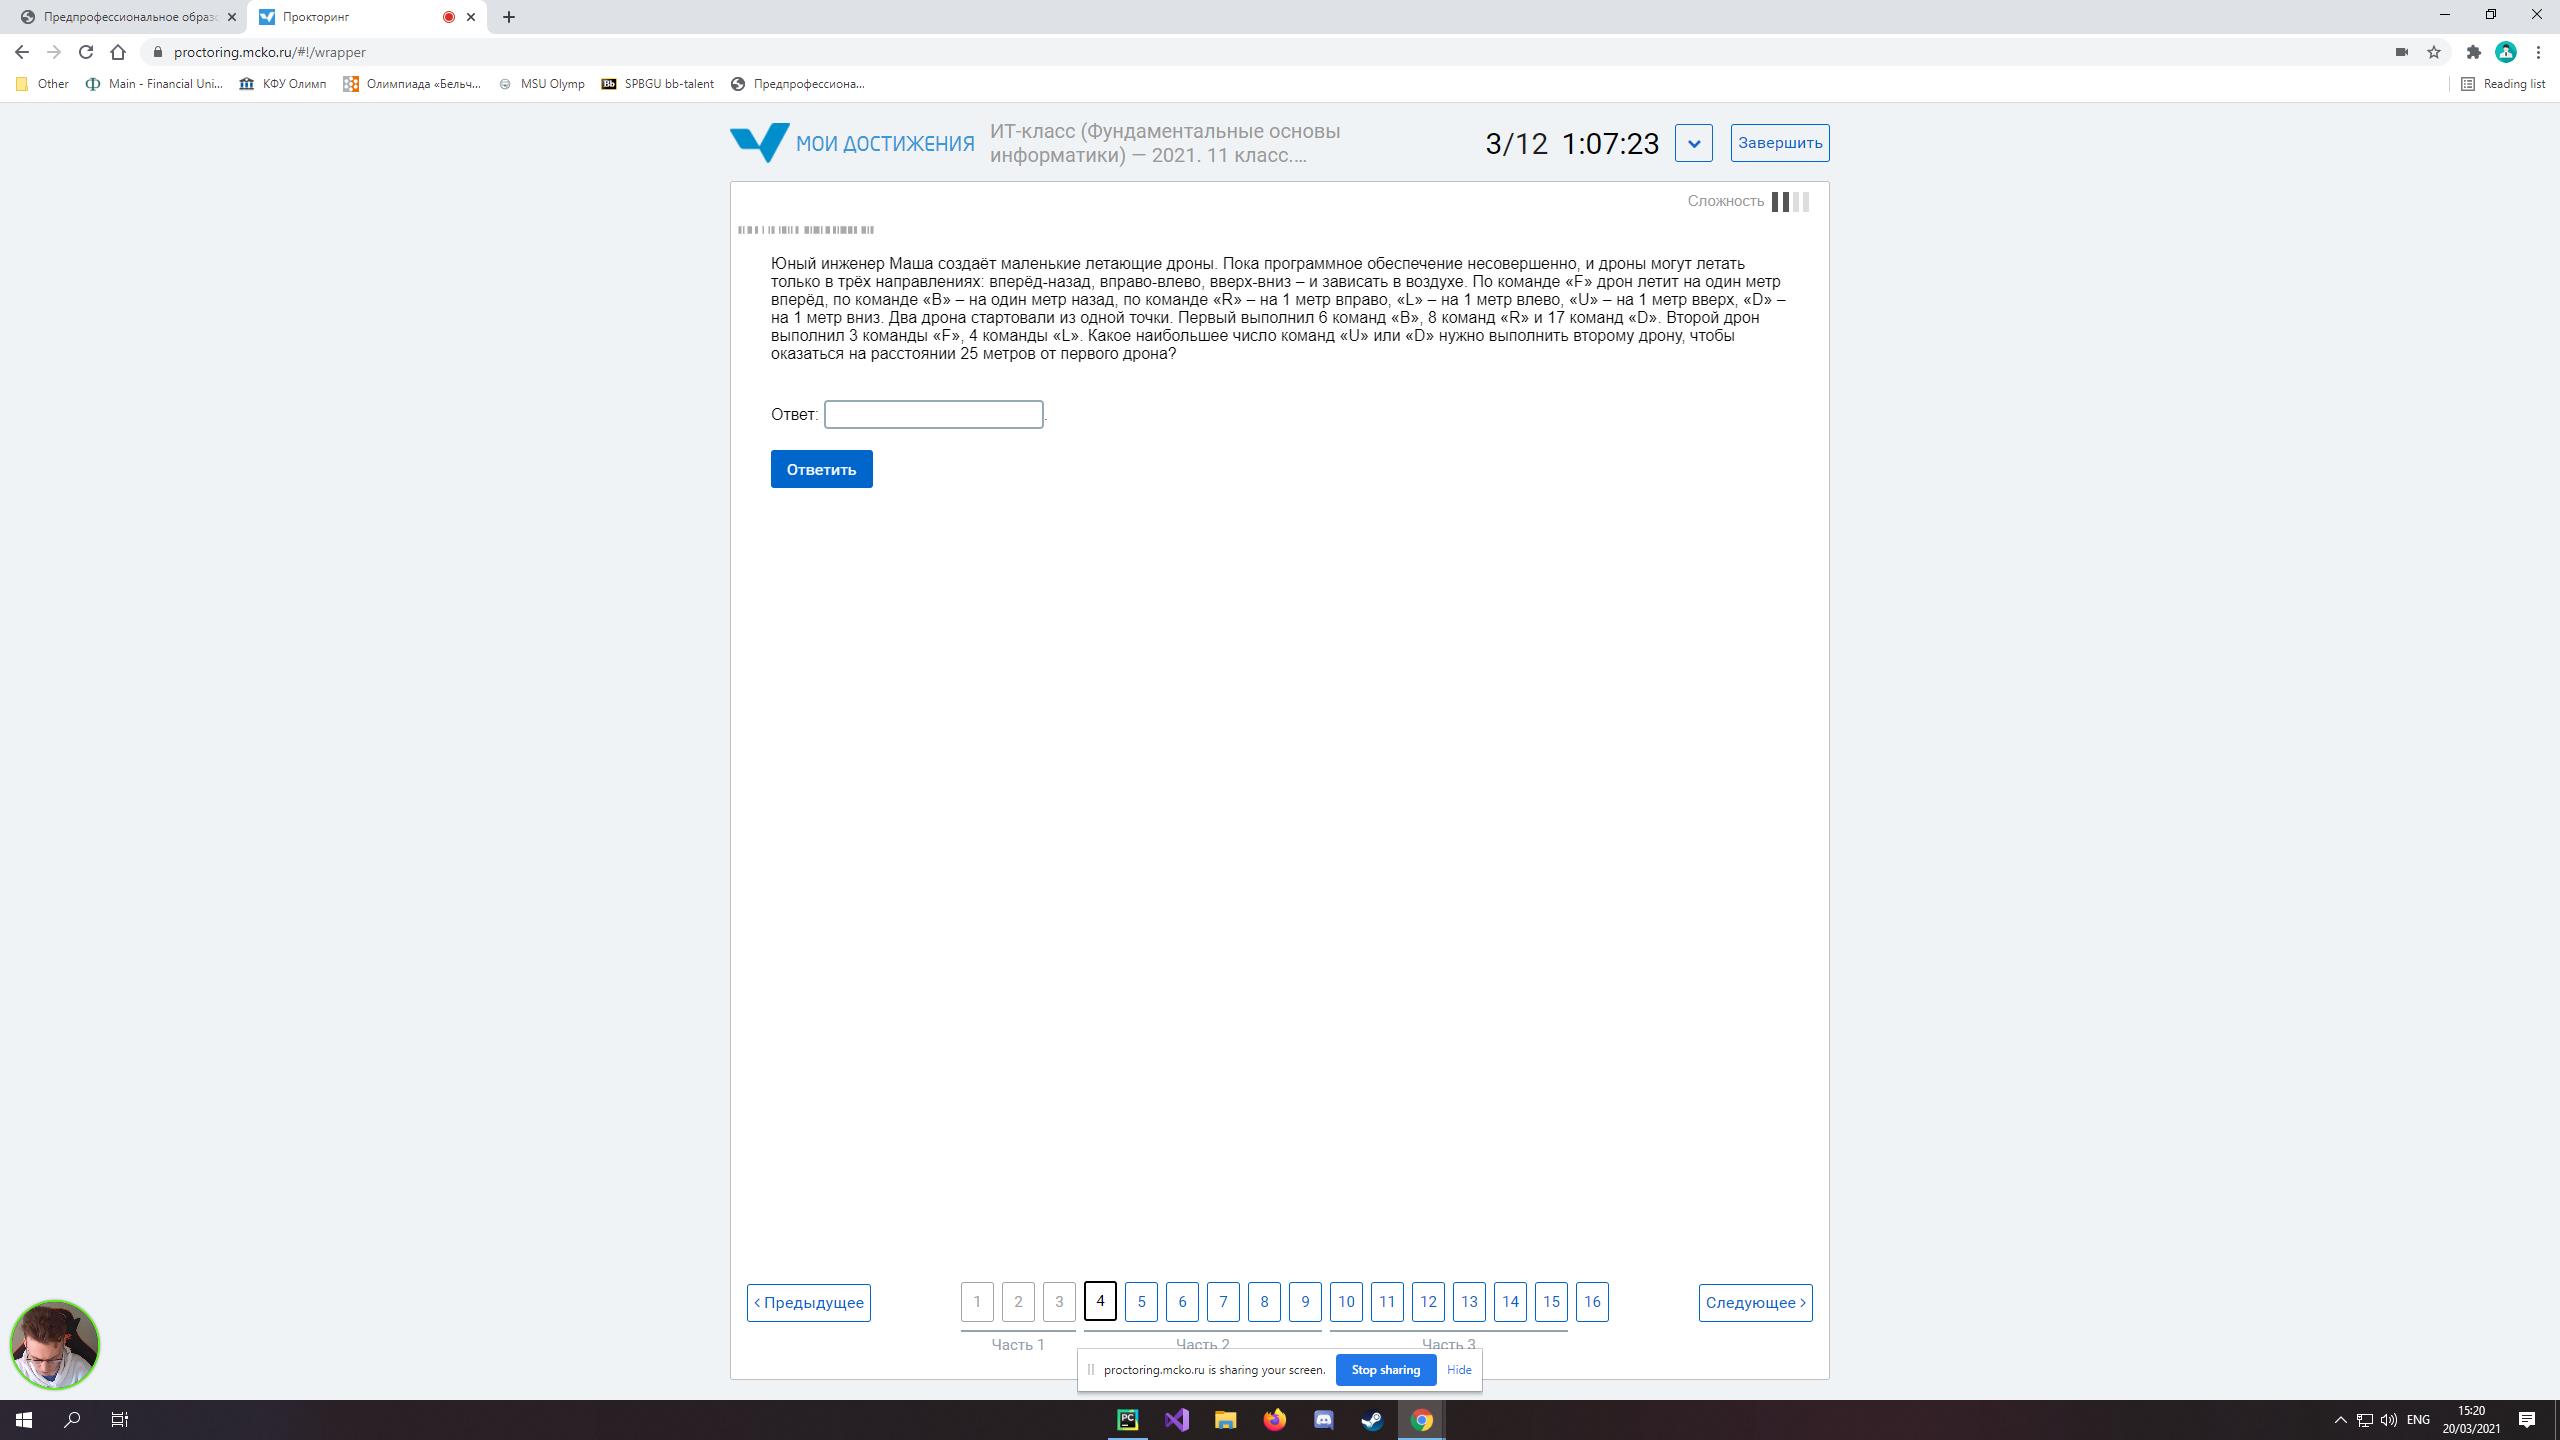 Предпрофессиональное образо
Прокторинг
proctoring.mcko.ru/#!/wrapper
Other
Main - Financial Uni...
КФУ Олимп
Олимпиада «Бельч...
MSU Olymp
Bb
SPBGU bb-talent
Предпрофессиона...
Reading list
МОИ ДОСТИЖЕНИЯ
ИТ-класс (Фундаментальные основы
информатики) — 2021. 11 класс....
3/12 1:07:23
Завершить
Сложность
Юный инженер Маша создаёт маленькие летающие дроны. Пока программное обеспечение несовершенно, и дроны могут летать
только в трёх направлениях: вперёд-назад, вправо-влево, вверх-вниз – и зависать в воздухе. По команде «F» дрон летит на один метр
вперёд, по команде «B» – на один метр назад, по команде «R» – на 1 метр вправо, «L» – на 1 метр влево, «U» – на 1 метр вверх, «D» –
на 1 метр вниз. Два дрона стартовали из одной точки. Первый выполнил 6 команд «B», 8 команд «R» и 17 команд «D». Второй дрон
выполнил 3 команды «F», 4 команды «L». Какое наибольшее число команд «U» или «D» нужно выполнить второму дрону, чтобы
оказаться на расстоянии 25 метров от первого дрона?
Ответ: .
Ответить
‹ Предыдущее
1 2 3 4 5 6 7 8 9 10 11 12 13 14 15 16
Следующее ›
Часть 1
Часть 2
Часть 3
proctoring.mcko.ru is sharing your screen.
Stop sharing
Hide
PC
ENG
15:20
20/03/2021